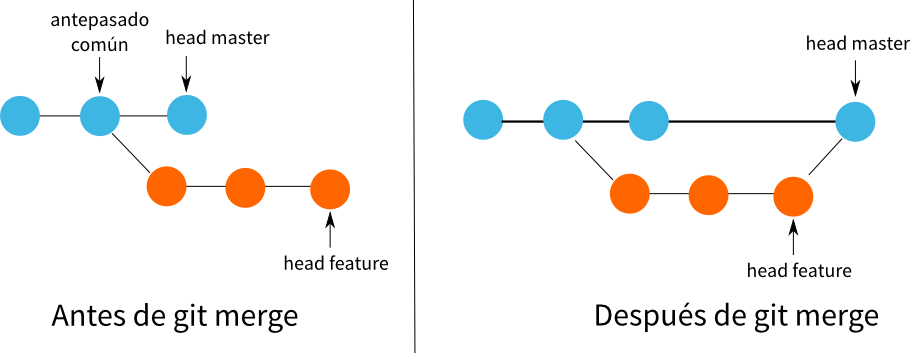 antepasado
común
head master
head feature
Antes de git merge
head master
head feature
Después de git merge